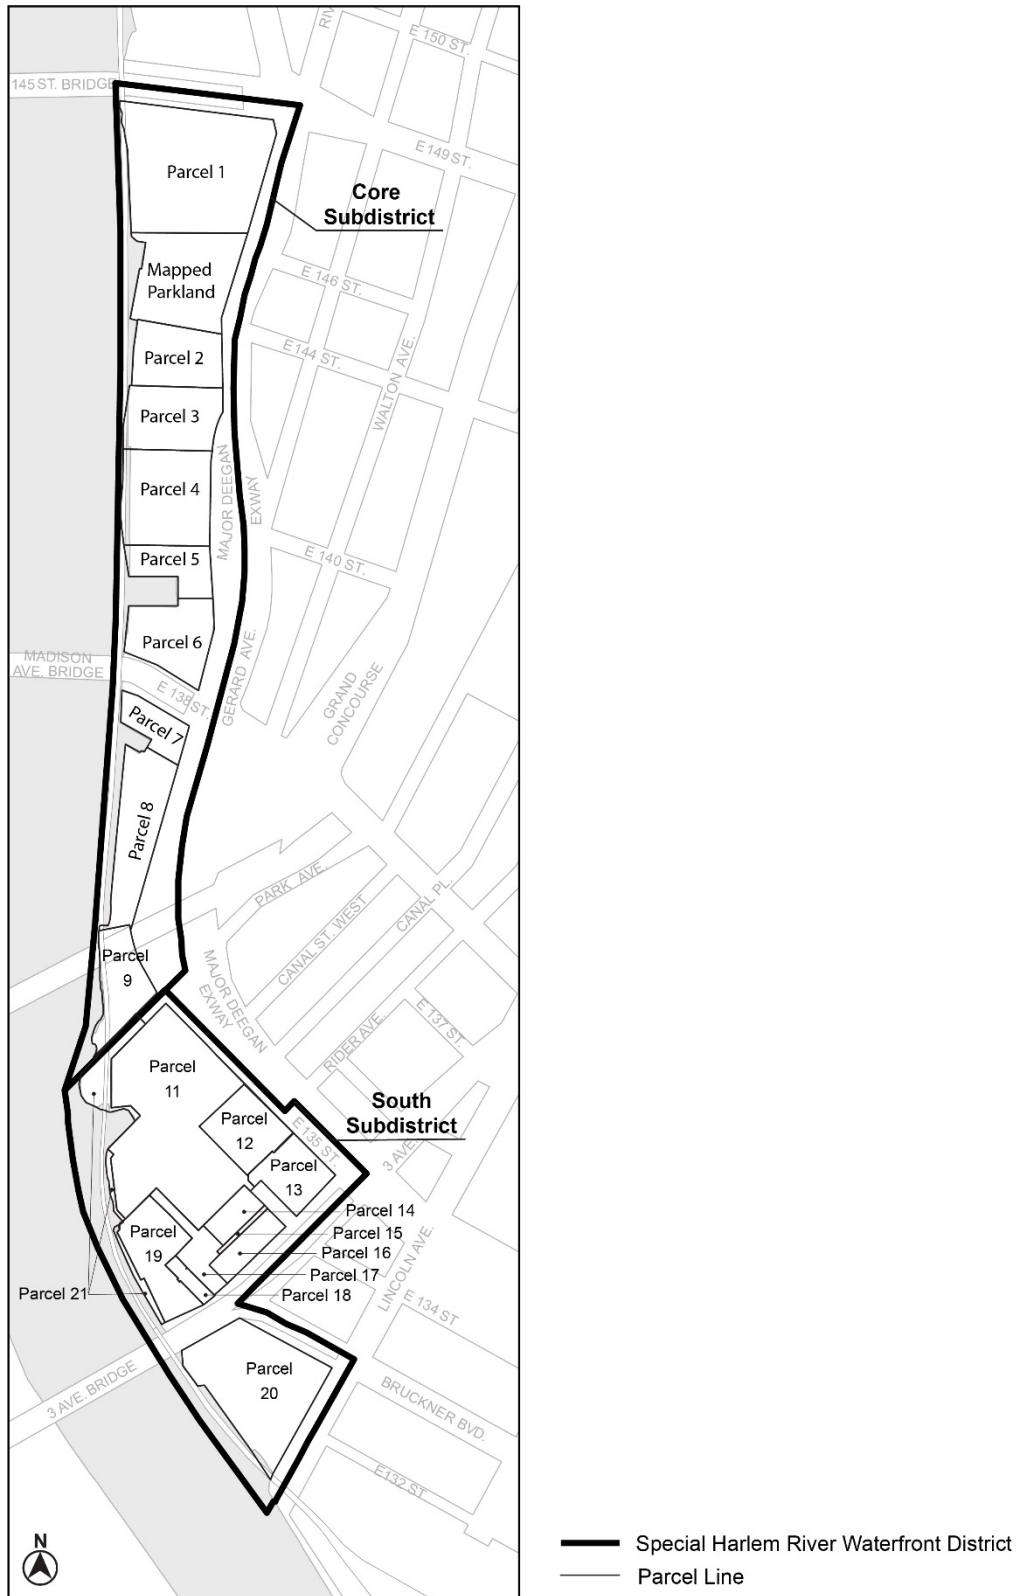 RIV
E 150 ST.
145 ST. BRIDGE
E 149 ST.
Parcel 1
Core
Subdistrict
E 146 ST.
Mapped
Parkland
E 144 ST.
WALTON AVE.
Parcel 2
Parcel 3
MAJOR DEEGAN
EXWAY
Parcel 4
E 140 ST.
Parcel 5
Parcel 6
MADISON
AVE. BRIDGE
E 138 ST.
GERARD AVE.
GRAND
CONCOURSE
Parcel 7
Parcel 8
PARK AVE.
CANAL ST. WEST
CANAL PL.
Parcel
9
MAJOR DEEGAN
EXWAY
RIDER AVE.
E 137 ST.
Parcel
11
South
Subdistrict
Parcel
12
E 135 ST.
3 AVE.
Parcel
13
Parcel 14
Parcel 15
Parcel 16
Parcel
19
Parcel 17
Parcel 18
Parcel 21
LINCOLN AVE.
E 134 ST
3 AVE. BRIDGE
Parcel
20
BRUCKNER BVD.
E132 ST
N
Special Harlem River Waterfront District
Parcel Line